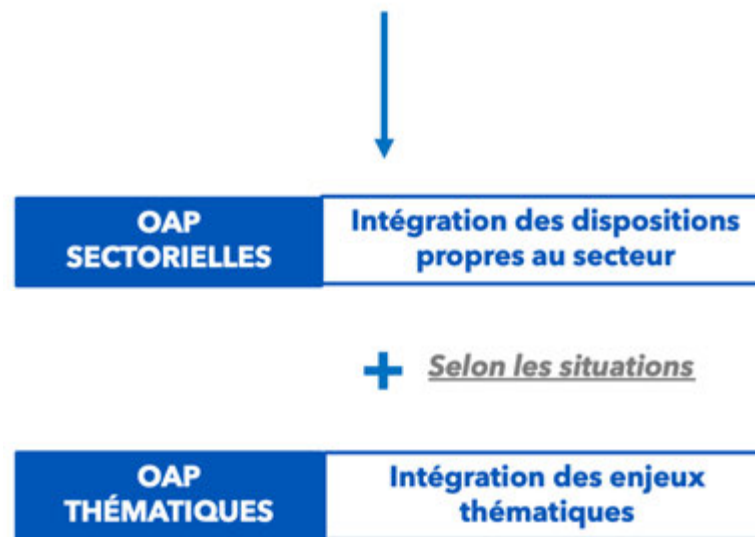 OAP
SECTORIELLES
Intégration des dispositions
propres au secteur
+ Selon les situations
OAP
THÉMATIQUES
Intégration des enjeux
thématiques